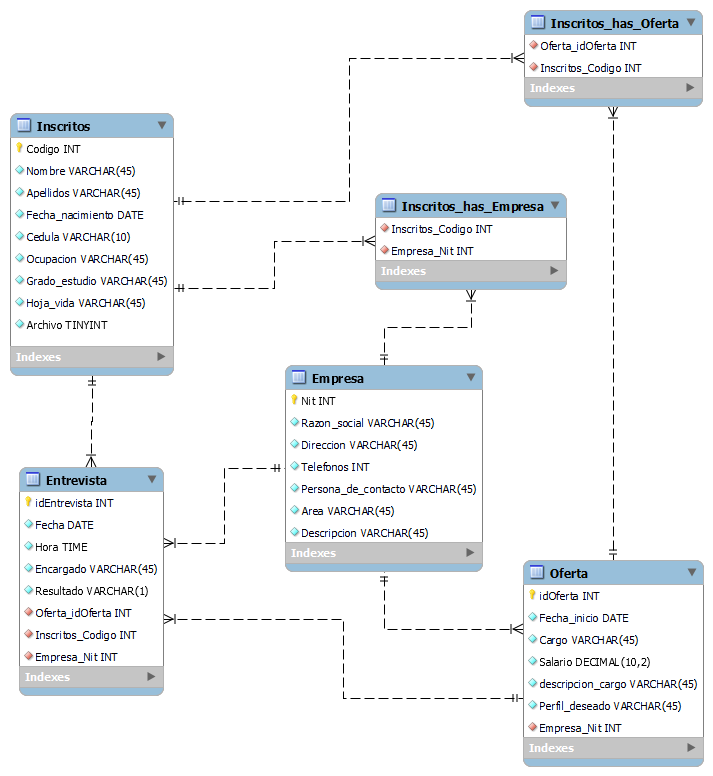 Inscritos_has_Oferta
Oferta_idOferta INT
Inscritos_Codigo INT
Indexes
Inscritos
Codigo INT
Nombre VARCHAR(45)
Apellidos VARCHAR(45)
Fecha_nacimiento DATE
Cedula VARCHAR(10)
Ocupacion VARCHAR(45)
Grado_estudio VARCHAR(45)
Hoja_vida VARCHAR(45)
Archivo TINYINT
Indexes
Inscritos_has_Empresa
Inscritos_Codigo INT
Empresa_Nit INT
Indexes
Empresa
Nit INT
Razon_social VARCHAR(45)
Direccion VARCHAR(45)
Telefonos INT
Persona_de_contacto VARCHAR(45)
Area VARCHAR(45)
Descripcion VARCHAR(45)
Indexes
Entrevista
idEntrevista INT
Fecha DATE
Hora TIME
Encargado VARCHAR(45)
Resultado VARCHAR(1)
Oferta_idOferta INT
Inscritos_Codigo INT
Empresa_Nit INT
Indexes
Oferta
idOferta INT
Fecha_inicio DATE
Cargo VARCHAR(45)
Salario DECIMAL(10,2)
descripcion_cargo VARCHAR(45)
Perfil_deseado VARCHAR(45)
Empresa_Nit INT
Indexes